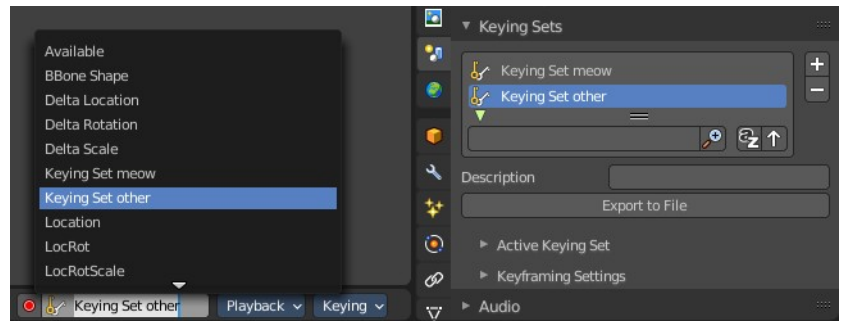 Available
BBone Shape
Delta Location
Delta Rotation
Delta Scale
Keying Set meow
Keying Set other
Location
LocRot
LocRotScale
Keying Set other
Playback
Keying
Keying Sets
Keying Set meow
Keying Set other
Description
Export to File
Active Keying Set
Keyframing Settings
Audio